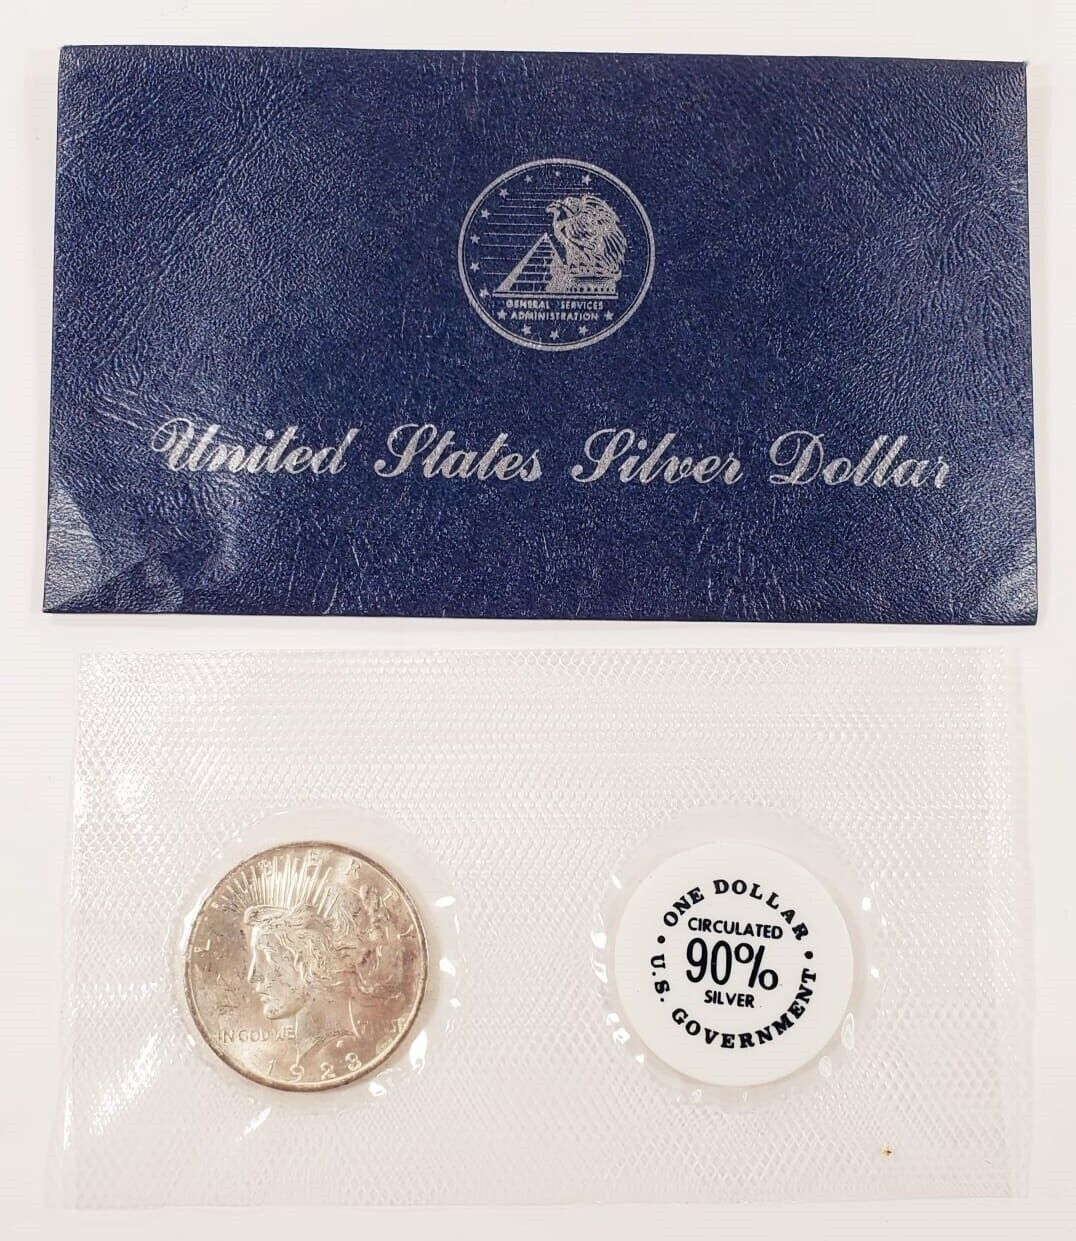 GENERAL SERVICES
★ ADMINISTRATION ★
United States Silver Dollar
LIBERTY
IN GOD WE TRUST
1923
ONE DOLLAR
CIRCULATED
90%
SILVER
• U.S. GOVERNMENT •